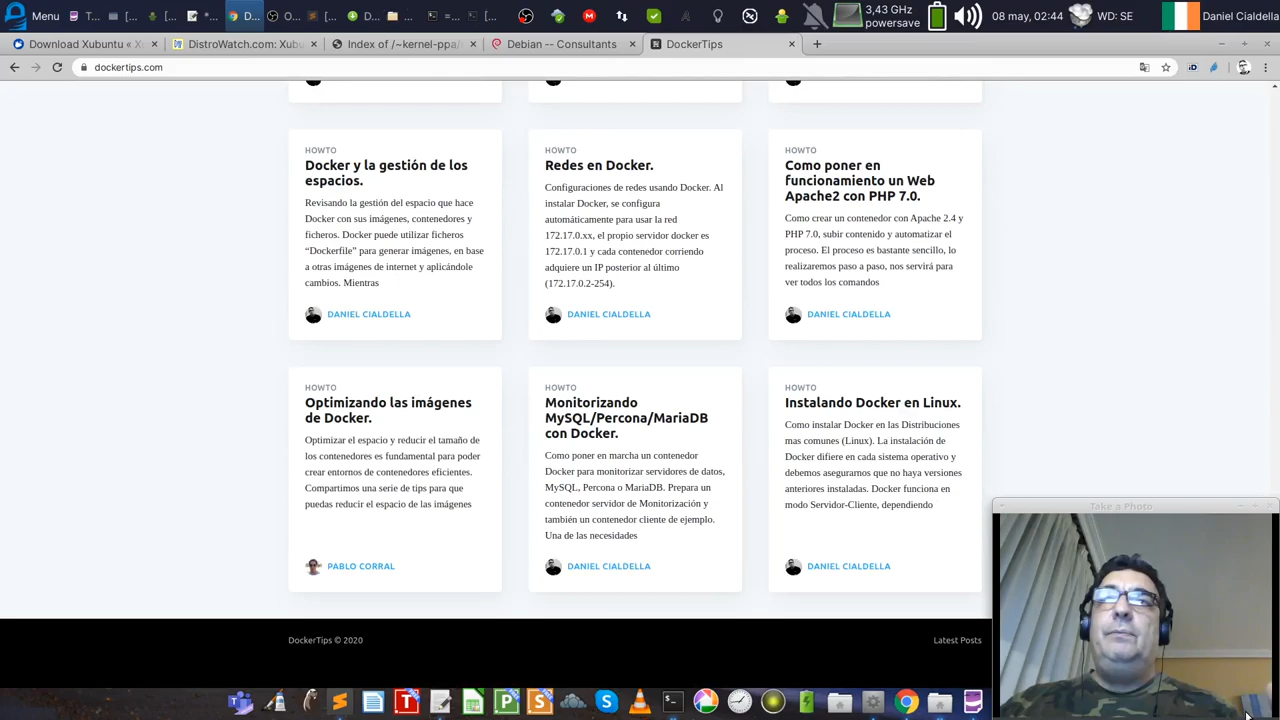 Menu
T
[...
[...
*...
D...
O...
D...
=...
[...
3,43 GHz
powersave
08 may, 02:44
WD: SE
Daniel Cialdella
Download Xubuntu « X
DistroWatch.com: Xub
Index of /~kernel-ppa/
Debian -- Consultants
DockerTips
dockertips.com
HOWTO
Docker y la gestión de los
espacios.
Revisando la gestión del espacio que hace
Docker con sus imágenes, contenedores y
ficheros. Docker puede utilizar ficheros
“Dockerfile” para generar imágenes, en base
a otras imágenes de internet y aplicándole
cambios. Mientras
DANIEL CIALDELLA
HOWTO
Redes en Docker.
Configuraciones de redes usando Docker. Al
instalar Docker, se configura
automáticamente para usar la red
172.17.0.xx, el propio servidor docker es
172.17.0.1 y cada contenedor corriendo
adquiere un IP posterior al último
(172.17.0.2-254).
DANIEL CIALDELLA
HOWTO
Como poner en
funcionamiento un Web
Apache2 con PHP 7.0.
Como crear un contenedor con Apache 2.4 y
PHP 7.0, subir contenido y automatizar el
proceso. El proceso es bastante sencillo, lo
realizaremos paso a paso, nos servirá para
ver todos los comandos
DANIEL CIALDELLA
HOWTO
Optimizando las imágenes
de Docker.
Optimizar el espacio y reducir el tamaño de
los contenedores es fundamental para poder
crear entornos de contenedores eficientes.
Compartimos una serie de tips para que
puedas reducir el espacio de las imágenes
PABLO CORRAL
HOWTO
Monitorizando
MySQL/Percona/MariaDB
con Docker.
Como poner en marcha un contenedor
Docker para monitorizar servidores de datos,
MySQL, Percona o MariaDB. Prepara un
contenedor servidor de Monitorización y
también un contenedor cliente de ejemplo.
Una de las necesidades
DANIEL CIALDELLA
HOWTO
Instalando Docker en Linux.
Como instalar Docker en las Distribuciones
mas comunes (Linux). La instalación de
Docker difiere en cada sistema operativo y
debemos asegurarnos que no haya versiones
anteriores instaladas. Docker funciona en
modo Servidor-Cliente, dependiendo
DANIEL CIALDELLA
Take a Photo
DockerTips © 2020
Latest Posts